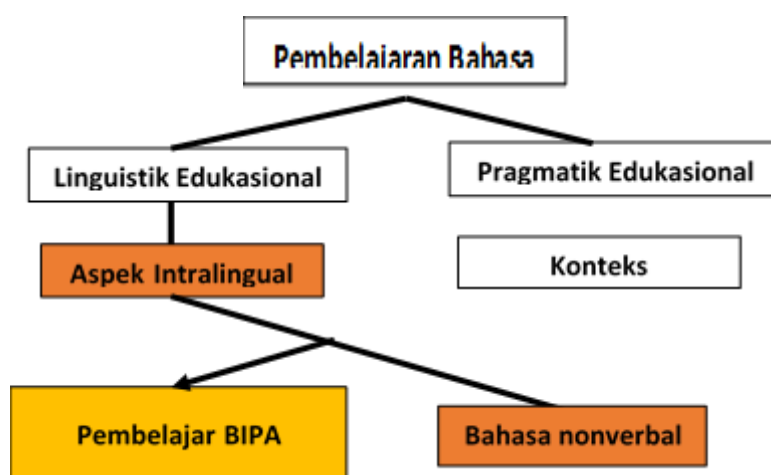 Pembelajaran Bahasa
Linguistik Edukasional
Pragmatik Edukasional
Aspek Intralingual
Konteks
Pembelajar BIPA
Bahasa nonverbal